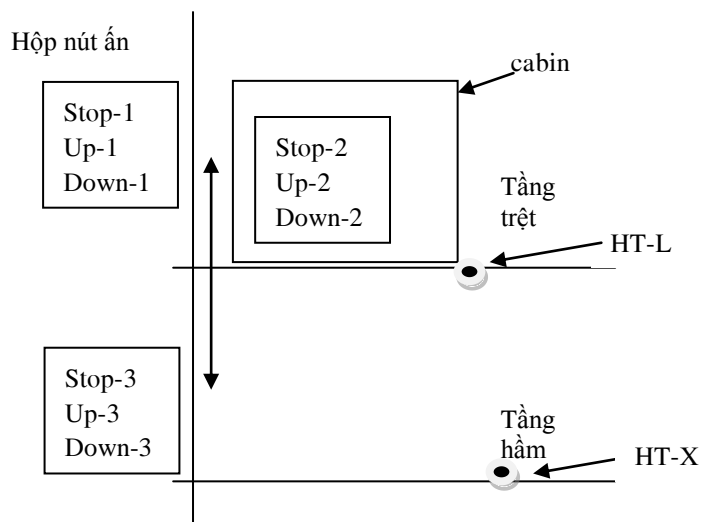 Hộp nút ấn
Stop-1
Up-1
Down-1
cabin
Stop-2
Up-2
Down-2
Tầng
trệt
HT-L
Stop-3
Up-3
Down-3
Tầng
hầm
HT-X